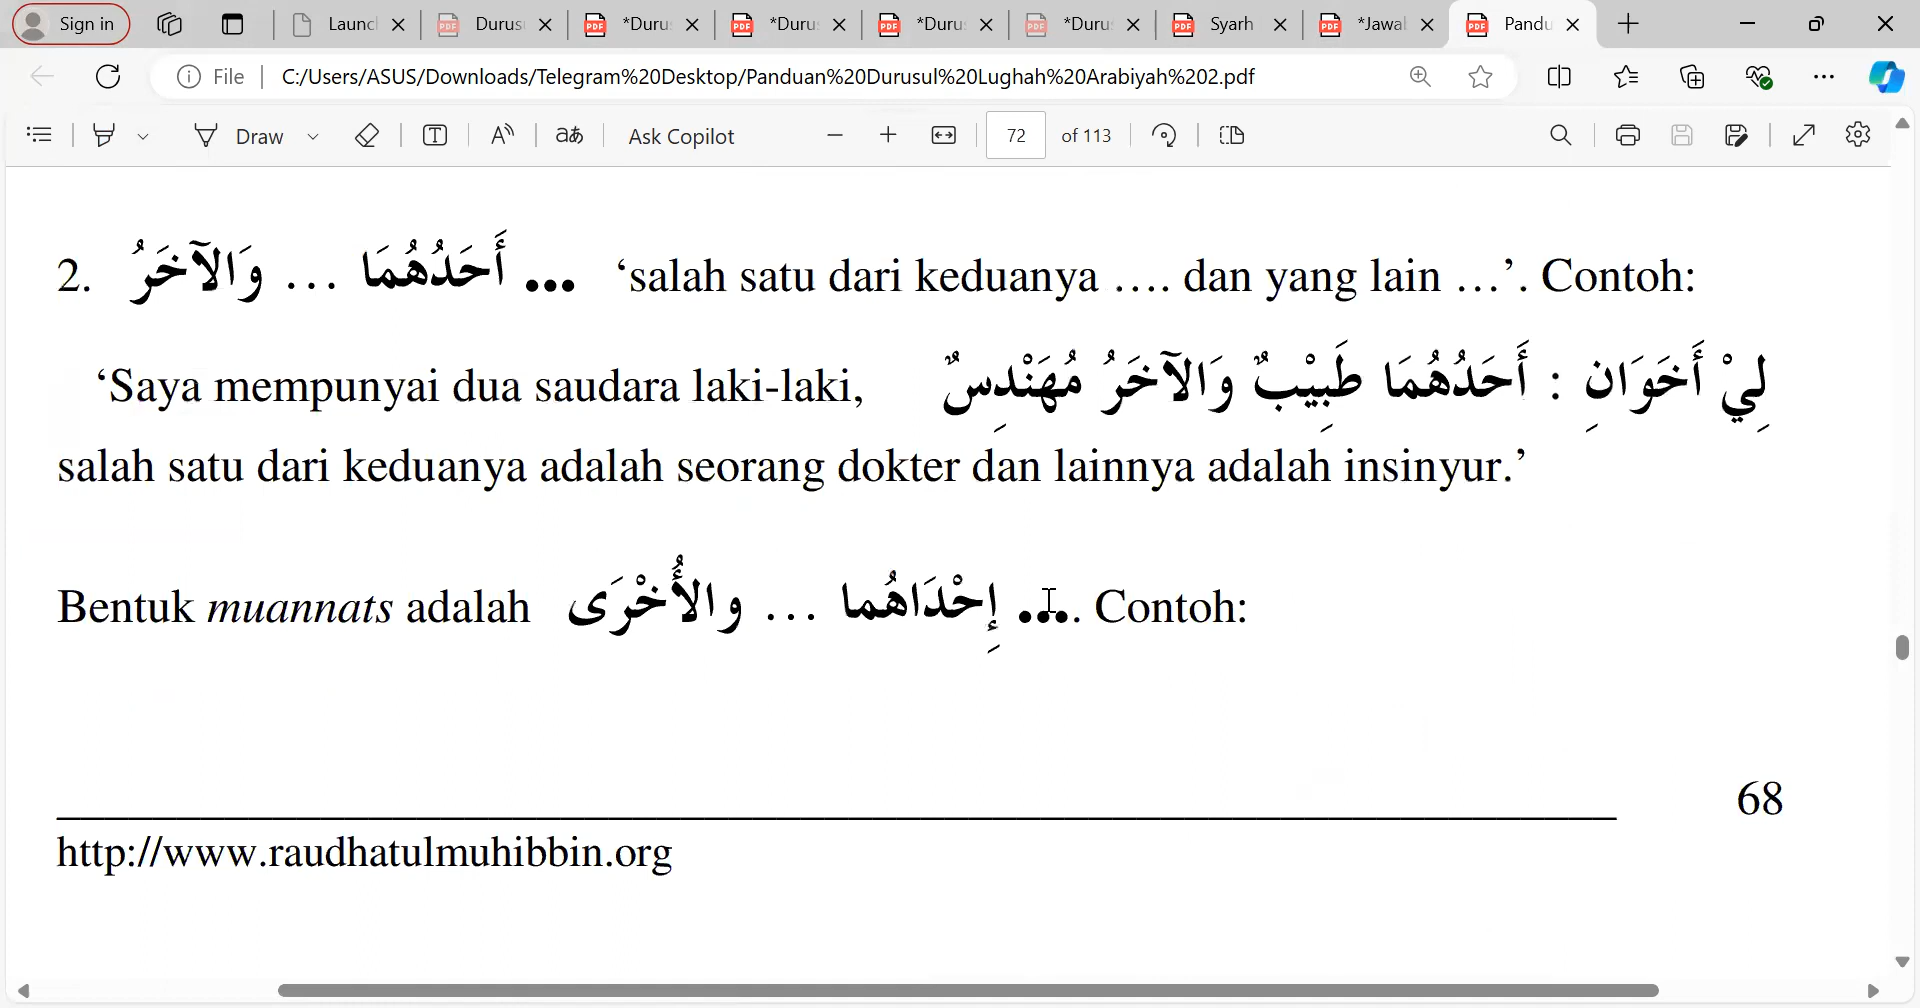 Sign in
Launc
Durus
*Duru
*Duru
*Duru
*Duru
Syarh
*Jawal
Pandu
File
C:/Users/ASUS/Downloads/Telegram%20Desktop/Panduan%20Durusul%20Lughah%20Arabiyah%202.pdf
Draw
Ask Copilot
72 of 113
2. أَحَدُهُمَا … وَالآخَرُ ... ‘salah satu dari keduanya …. dan yang lain …’. Contoh:
‘Saya mempunyai dua saudara laki-laki, لِيْ أَخَوَانِ : أَحَدُهُمَا طَبِيْبٌ وَالآخَرُ مُهَنْدِسٌ
salah satu dari keduanya adalah seorang dokter dan lainnya adalah insinyur.’
Bentuk muannats adalah إِحْدَاهُما … والأُخْرَى .... Contoh:
68
http://www.raudhatulmuhibbin.org